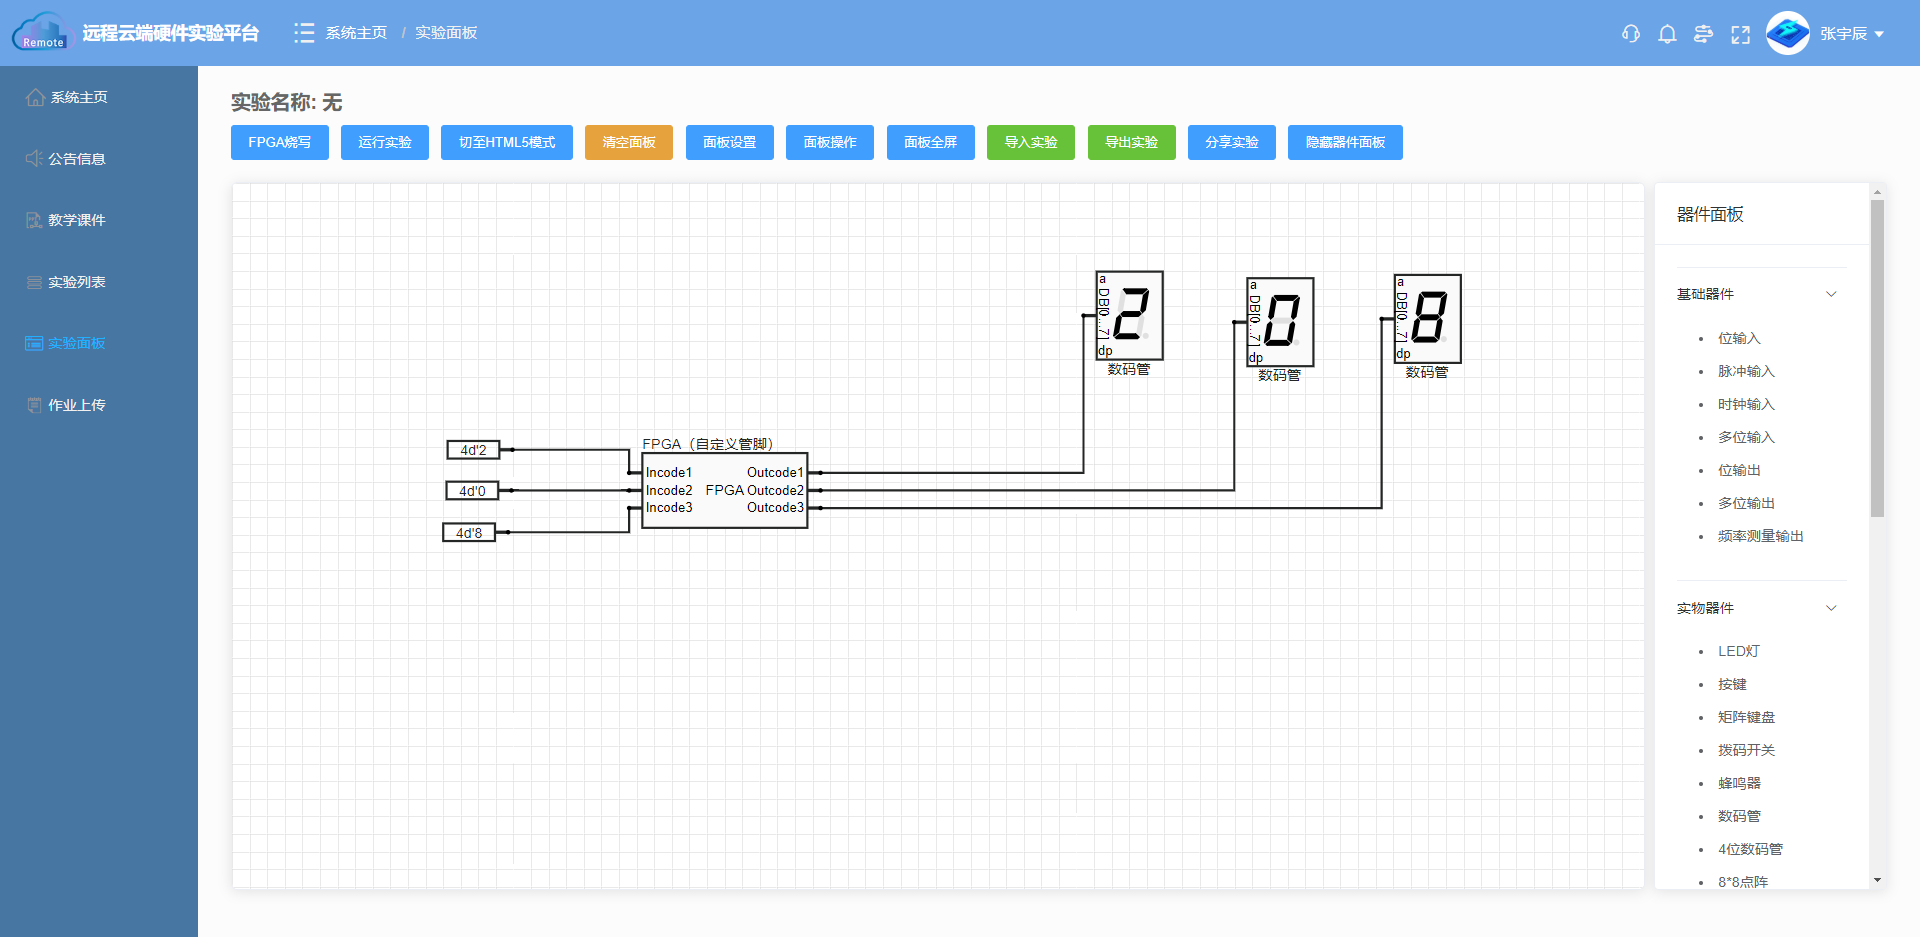 Remote
远程云端硬件实验平台
系统主页 / 实验面板
张宇辰
系统主页
公告信息
教学课件
实验列表
实验面板
作业上传
实验名称: 无
FPGA烧写
运行实验
切至HTML5模式
清空面板
面板设置
面板操作
面板全屏
导入实验
导出实验
分享实验
隐藏器件面板
a
DB[0...7]
dp
数码管
a
DB[0...7]
dp
数码管
a
DB[0...7]
dp
数码管
4d'2
4d'0
4d'8
FPGA（自定义管脚）
Incode1 Outcode1
Incode2 FPGA Outcode2
Incode3 Outcode3
器件面板
基础器件
位输入
脉冲输入
时钟输入
多位输入
位输出
多位输出
频率测量输出
实物器件
LED灯
按键
矩阵键盘
拨码开关
蜂鸣器
数码管
4位数码管
8*8点阵